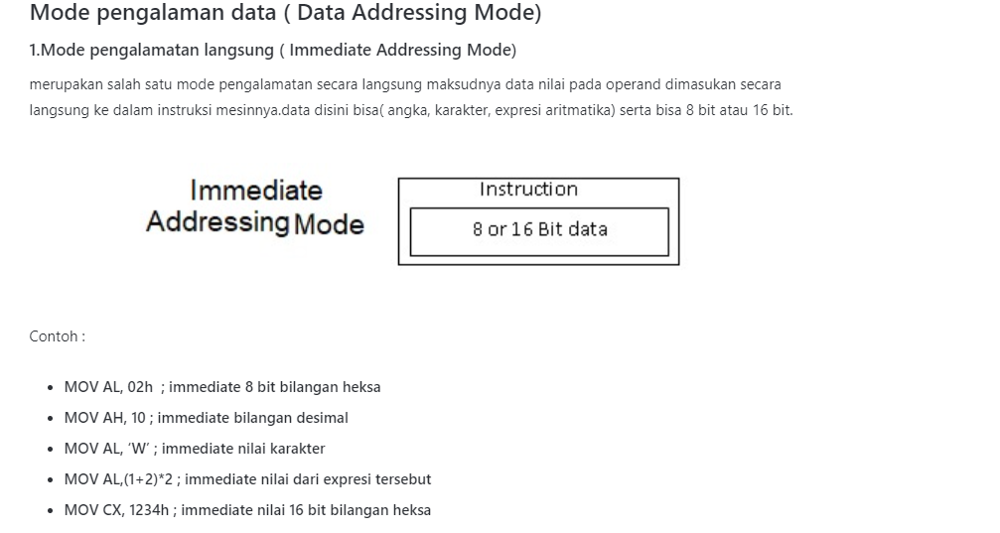 Mode pengalaman data ( Data Addressing Mode)
1.Mode pengalamatan langsung ( Immediate Addressing Mode)
merupakan salah satu mode pengalamatan secara langsung maksudnya data nilai pada operand dimasukan secara
langsung ke dalam instruksi mesinnya.data disini bisa( angka, karakter, expresi aritmatika) serta bisa 8 bit atau 16 bit.
Immediate
Addressing Mode
Instruction
8 or 16 Bit data
Contoh :
• MOV AL, 02h  ; immediate 8 bit bilangan heksa
• MOV AH, 10 ; immediate bilangan desimal
• MOV AL, ‘W’ ; immediate nilai karakter
• MOV AL,(1+2)*2 ; immediate nilai dari expresi tersebut
• MOV CX, 1234h ; immediate nilai 16 bit bilangan heksa